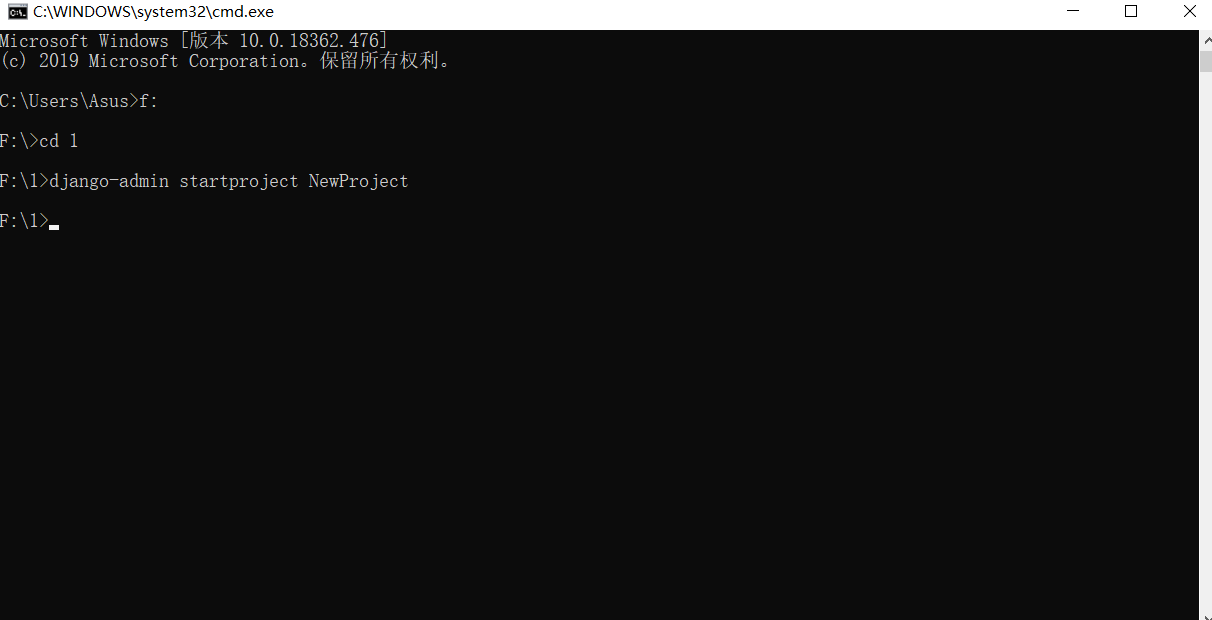 C:\WINDOWS\system32\cmd.exe
Microsoft Windows [版本 10.0.18362.476]
(c) 2019 Microsoft Corporation。保留所有权利。
C:\Users\Asus>f:
F:\>cd 1
F:\1>django-admin startproject NewProject
F:\1>